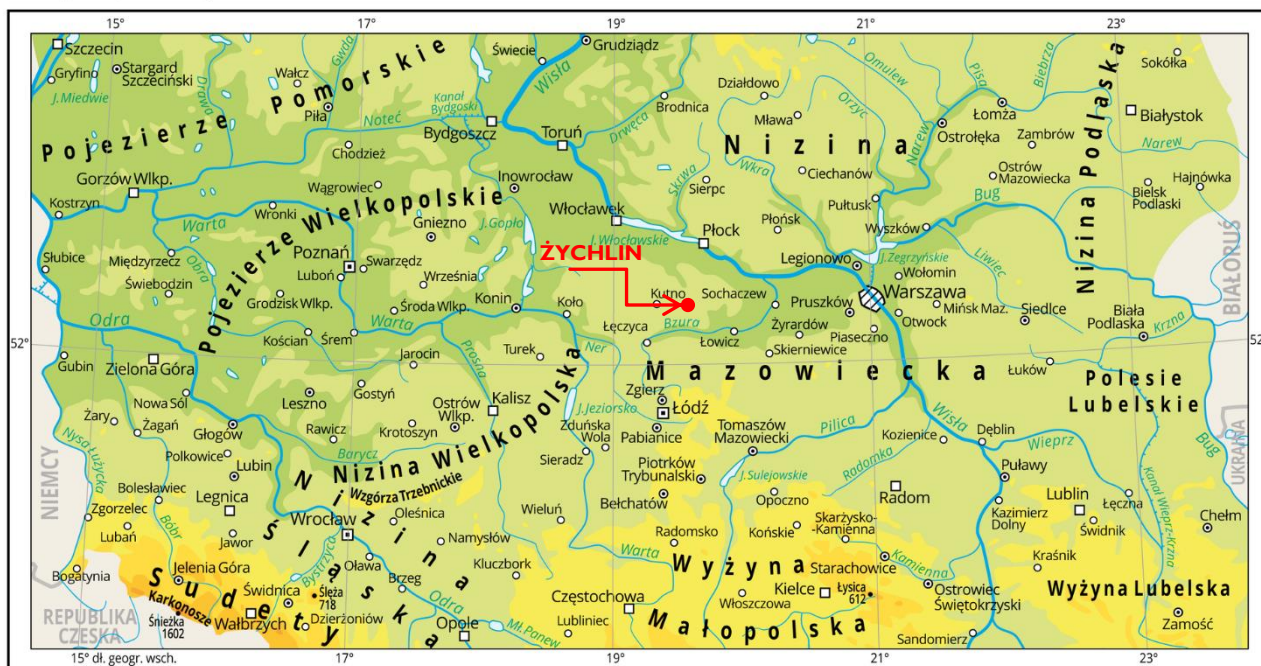 15° 17° 19° 21° 23°
Szczecin
Stargard
Szczeciński
Gryfino
J. Miedwie
Drawa
Wałcz
Gwda
Piła
Pojezierze Pomorskie
Świecie
Grudziądz
Wisła
Kanał
Bydgoski
Bydgoszcz
Toruń
Noteć
Chodzież
Drwęca
Brodnica
Działdowo
Mława
Orzyc
Omulew
Pisa
Biebrza
Sokółka
Łomża
Ostrołęka
Narew
Białystok
Zambrów
Narew
Nizina
Nizina Podlaska
Gorzów Wlkp.
Kostrzyn
Warta
Wągrowiec
Inowrocław
Wronki
Pojezierze Wielkopolskie
Gniezno
J. Gopło
Włocławek
J. Włocławskie
Skrwa
Sierpc
Wkra
Ciechanów
Ostrów
Mazowiecka
Bielsk
Podlaski
Hajnówka
Płońsk
Pułtusk
Bug
Wyszków
Płock
Słubice
Międzyrzecz
Obra
Świebodzin
Poznań
Swarzędz
Luboń
Września
Grodzisk Wlkp.
Środa Wlkp.
Konin
Koło
ŻYCHLIN
Kutno
Sochaczew
Legionowo
J. Zegrzyńskie
Wołomin
Liwiec
Warszawa
Pruszków
Mińsk Maz.
Siedlce
Otwock
Biała
Podlaska
Krzna
BIAŁORUŚ
Odra
Kościan
Śrem
Warta
Łęczyca
Bzura
Łowicz
Żyrardów
Piaseczno
Skierniewice
52°
52
Gubin
Zielona Góra
Jarocin
Prosna
Turek
Ner
Mazowiecka
Łuków
Polesie
Lubelskie
Nowa Sól
Leszno
Gostyń
Ostrów
Wlkp.
Kalisz
J. Jeziorsko
Zgierz
Łódź
Żary
Żagań
Głogów
Rawicz
Krotoszyn
Zduńska
Wola
Pabianice
Tomaszów
Mazowiecki
Pilica
Kozienice
Wisła
Dęblin
Wieprz
Bug
UKRAINA
Nysa Łużycka
Polkowice
Barycz
Nizina Wielkopolska
Sieradz
Piotrków
Trybunalski
J. Sulejowskie
Radomka
NIEMCY
Lubin
Wzgórza Trzebnickie
Bełchatów
Opoczno
Radom
Puławy
Kanał Wieprz-Krzna
Bolesławiec
Legnica
Wrocław
Oleśnica
Wieluń
Radomsko
Końskie
Skarżysko-
-Kamienna
Kazimierz
Dolny
Lublin
Łęczna
Świdnik
Chełm
Zgorzelec
Lubań
Bóbr
Jawor
Nizina Śląska
Namysłów
Warta
Wyżyna
Małopolska
Starachowice
Kamienna
Kraśnik
Bogatynia
Jelenia Góra
Bystrzyca
Oława
Brzeg
Kluczbork
Włoszczowa
Kielce
Łysica
612
Ostrowiec
Świętokrzyski
Wyżyna Lubelska
Sudety
Karkonosze
Świdnica
Ślęża
718
Odra
Częstochowa
REPUBLIKA
CZESKA
Śnieżka
1602
Wałbrzych
Dzierżoniów
Opole
Mł. Panew
Lubliniec
Sandomierz
Zamość
15° dł. geogr. wsch. 17° 19° 21° 23°